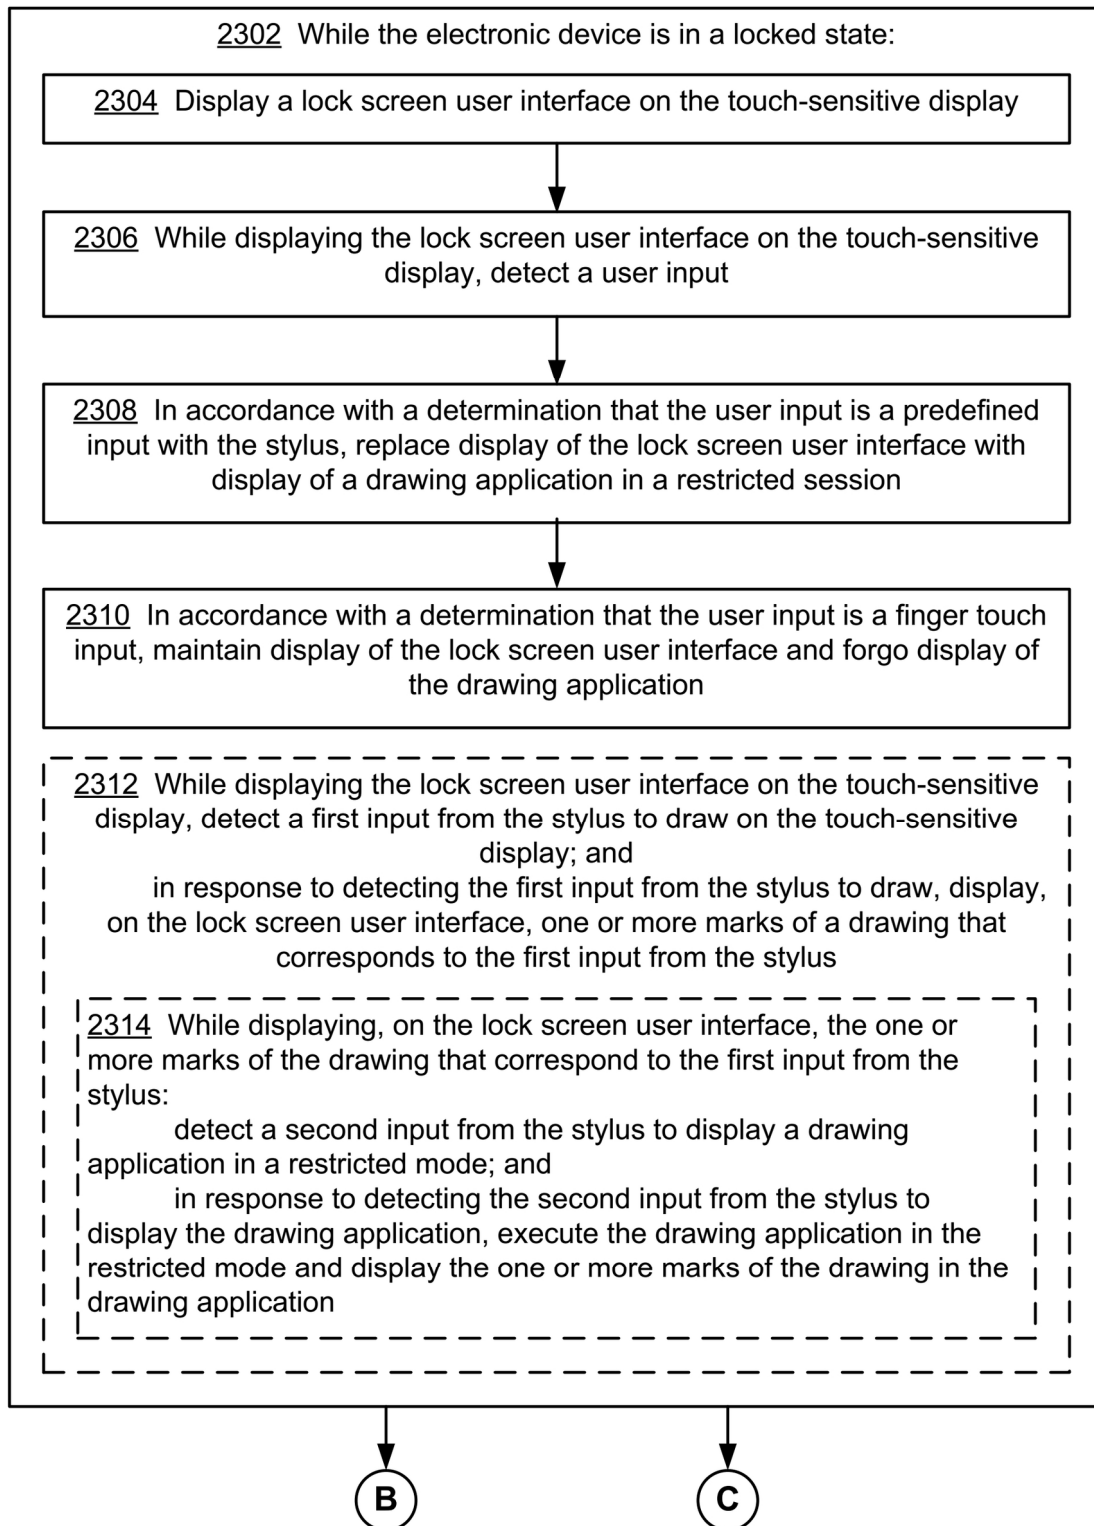 2302 While the electronic device is in a locked state:
2304 Display a lock screen user interface on the touch-sensitive display
2306 While displaying the lock screen user interface on the touch-sensitive
display, detect a user input
2308 In accordance with a determination that the user input is a predefined
input with the stylus, replace display of the lock screen user interface with
display of a drawing application in a restricted session
2310 In accordance with a determination that the user input is a finger touch
input, maintain display of the lock screen user interface and forgo display of
the drawing application
2312 While displaying the lock screen user interface on the touch-sensitive
display, detect a first input from the stylus to draw on the touch-sensitive
display; and
in response to detecting the first input from the stylus to draw, display,
on the lock screen user interface, one or more marks of a drawing that
corresponds to the first input from the stylus
2314 While displaying, on the lock screen user interface, the one or
more marks of the drawing that correspond to the first input from the
stylus:
detect a second input from the stylus to display a drawing
application in a restricted mode; and
in response to detecting the second input from the stylus to
display the drawing application, execute the drawing application in the
restricted mode and display the one or more marks of the drawing in the
drawing application
B
C